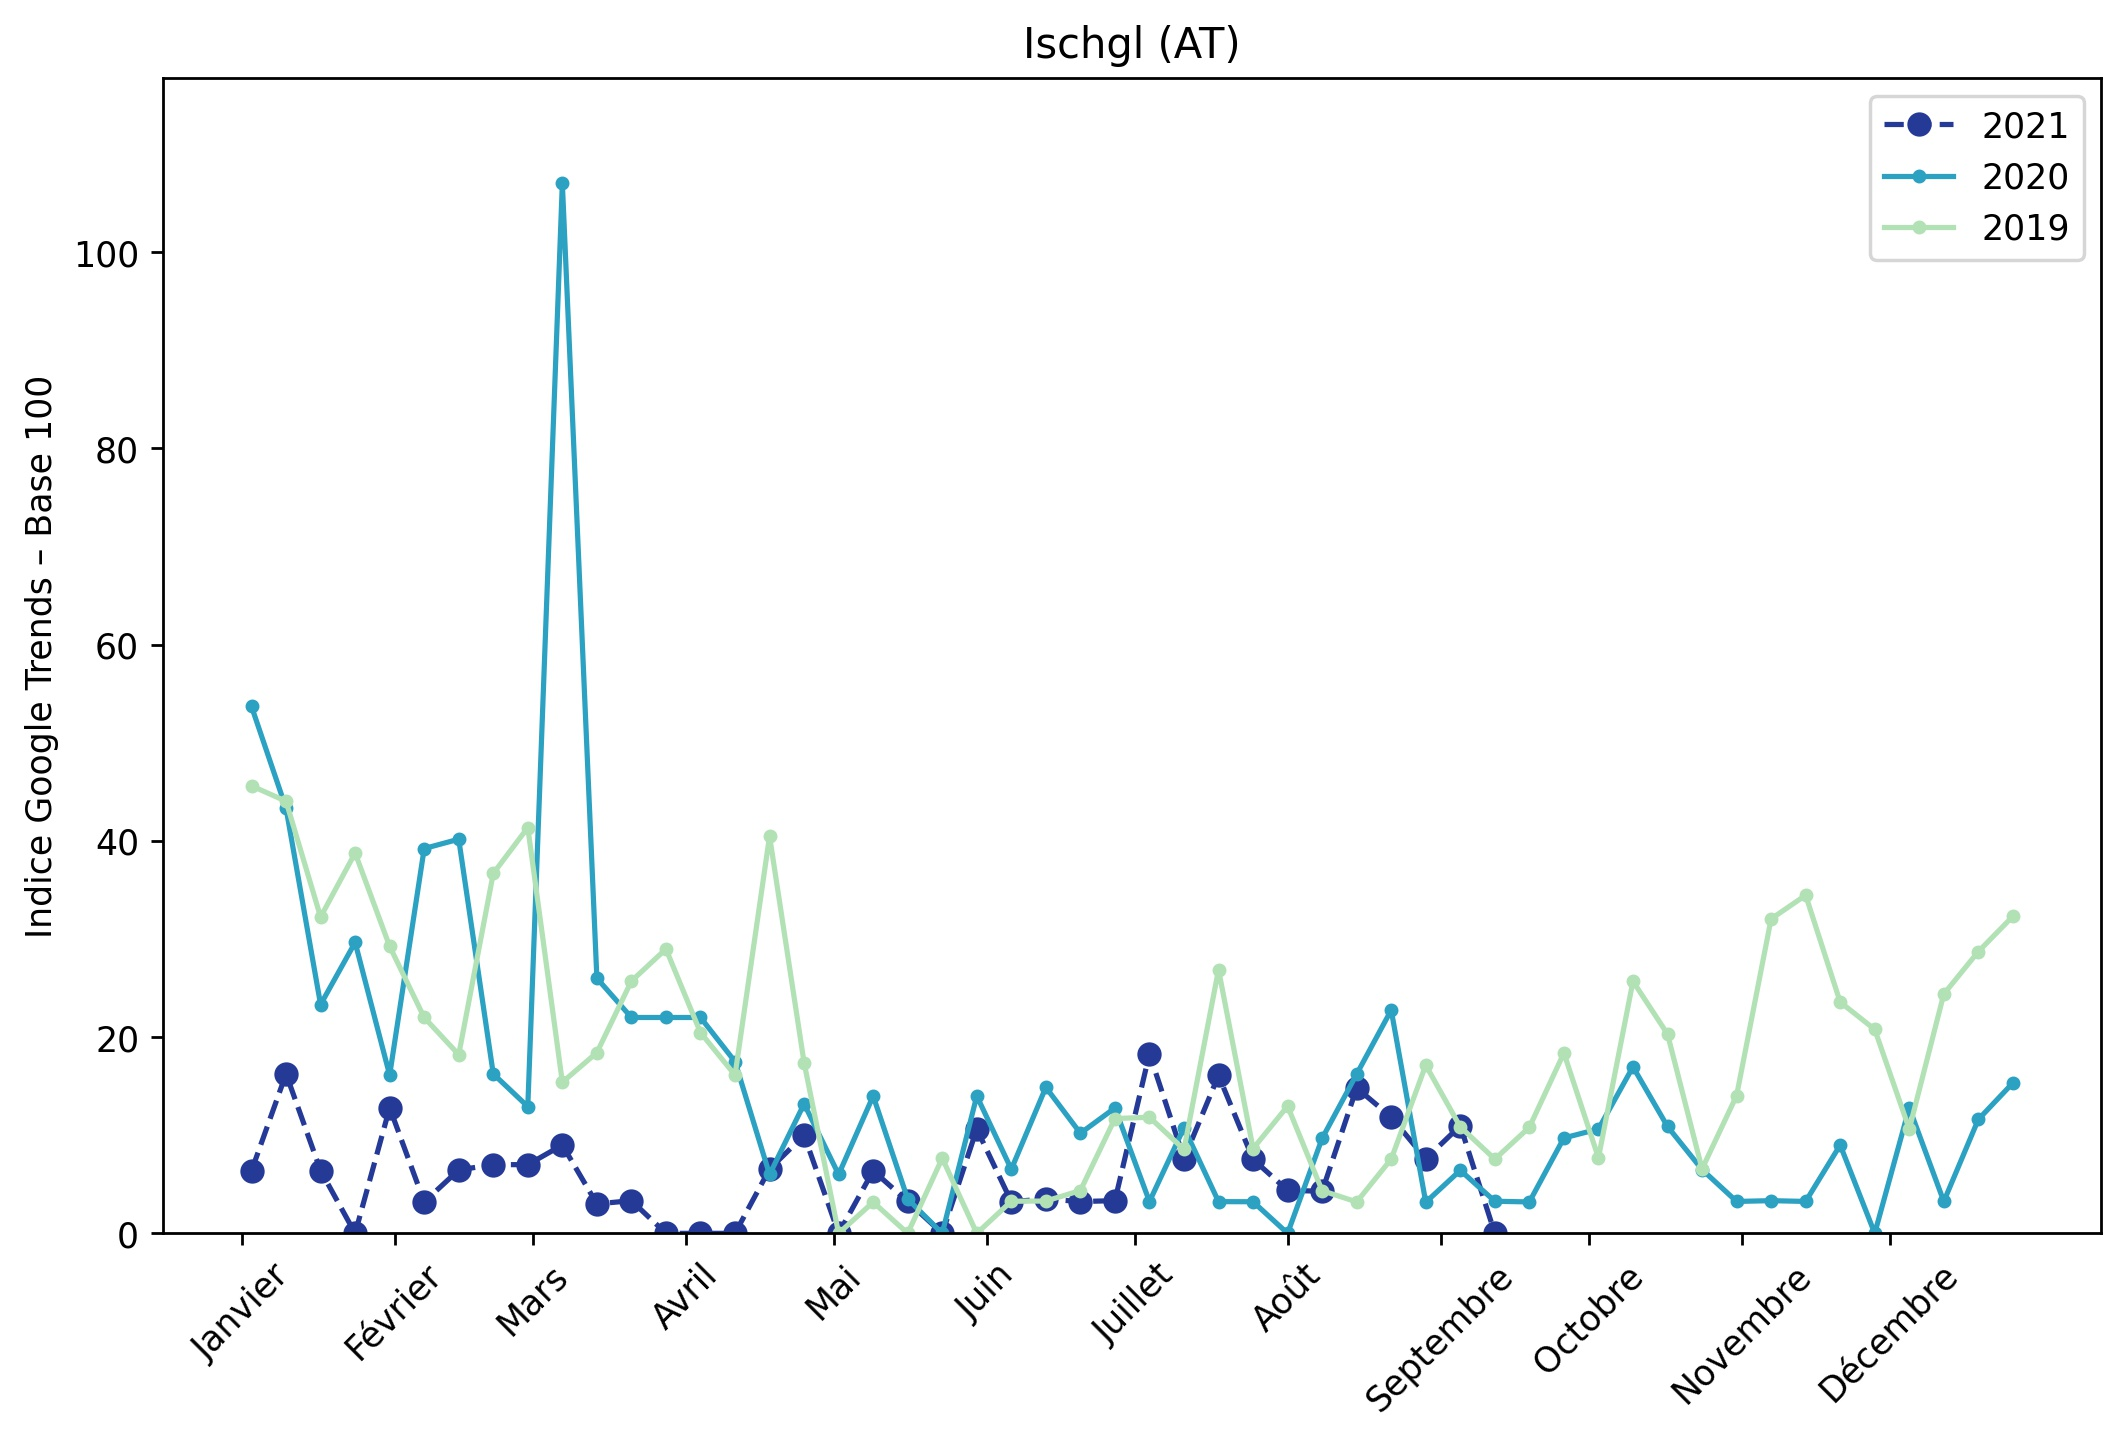 Ischgl (AT)
2021
2020
2019
Indice Google Trends – Base 100
100
80
60
40
20
0
Janvier
Février
Mars
Avril
Mai
Juin
Juillet
Août
Septembre
Octobre
Novembre
Décembre